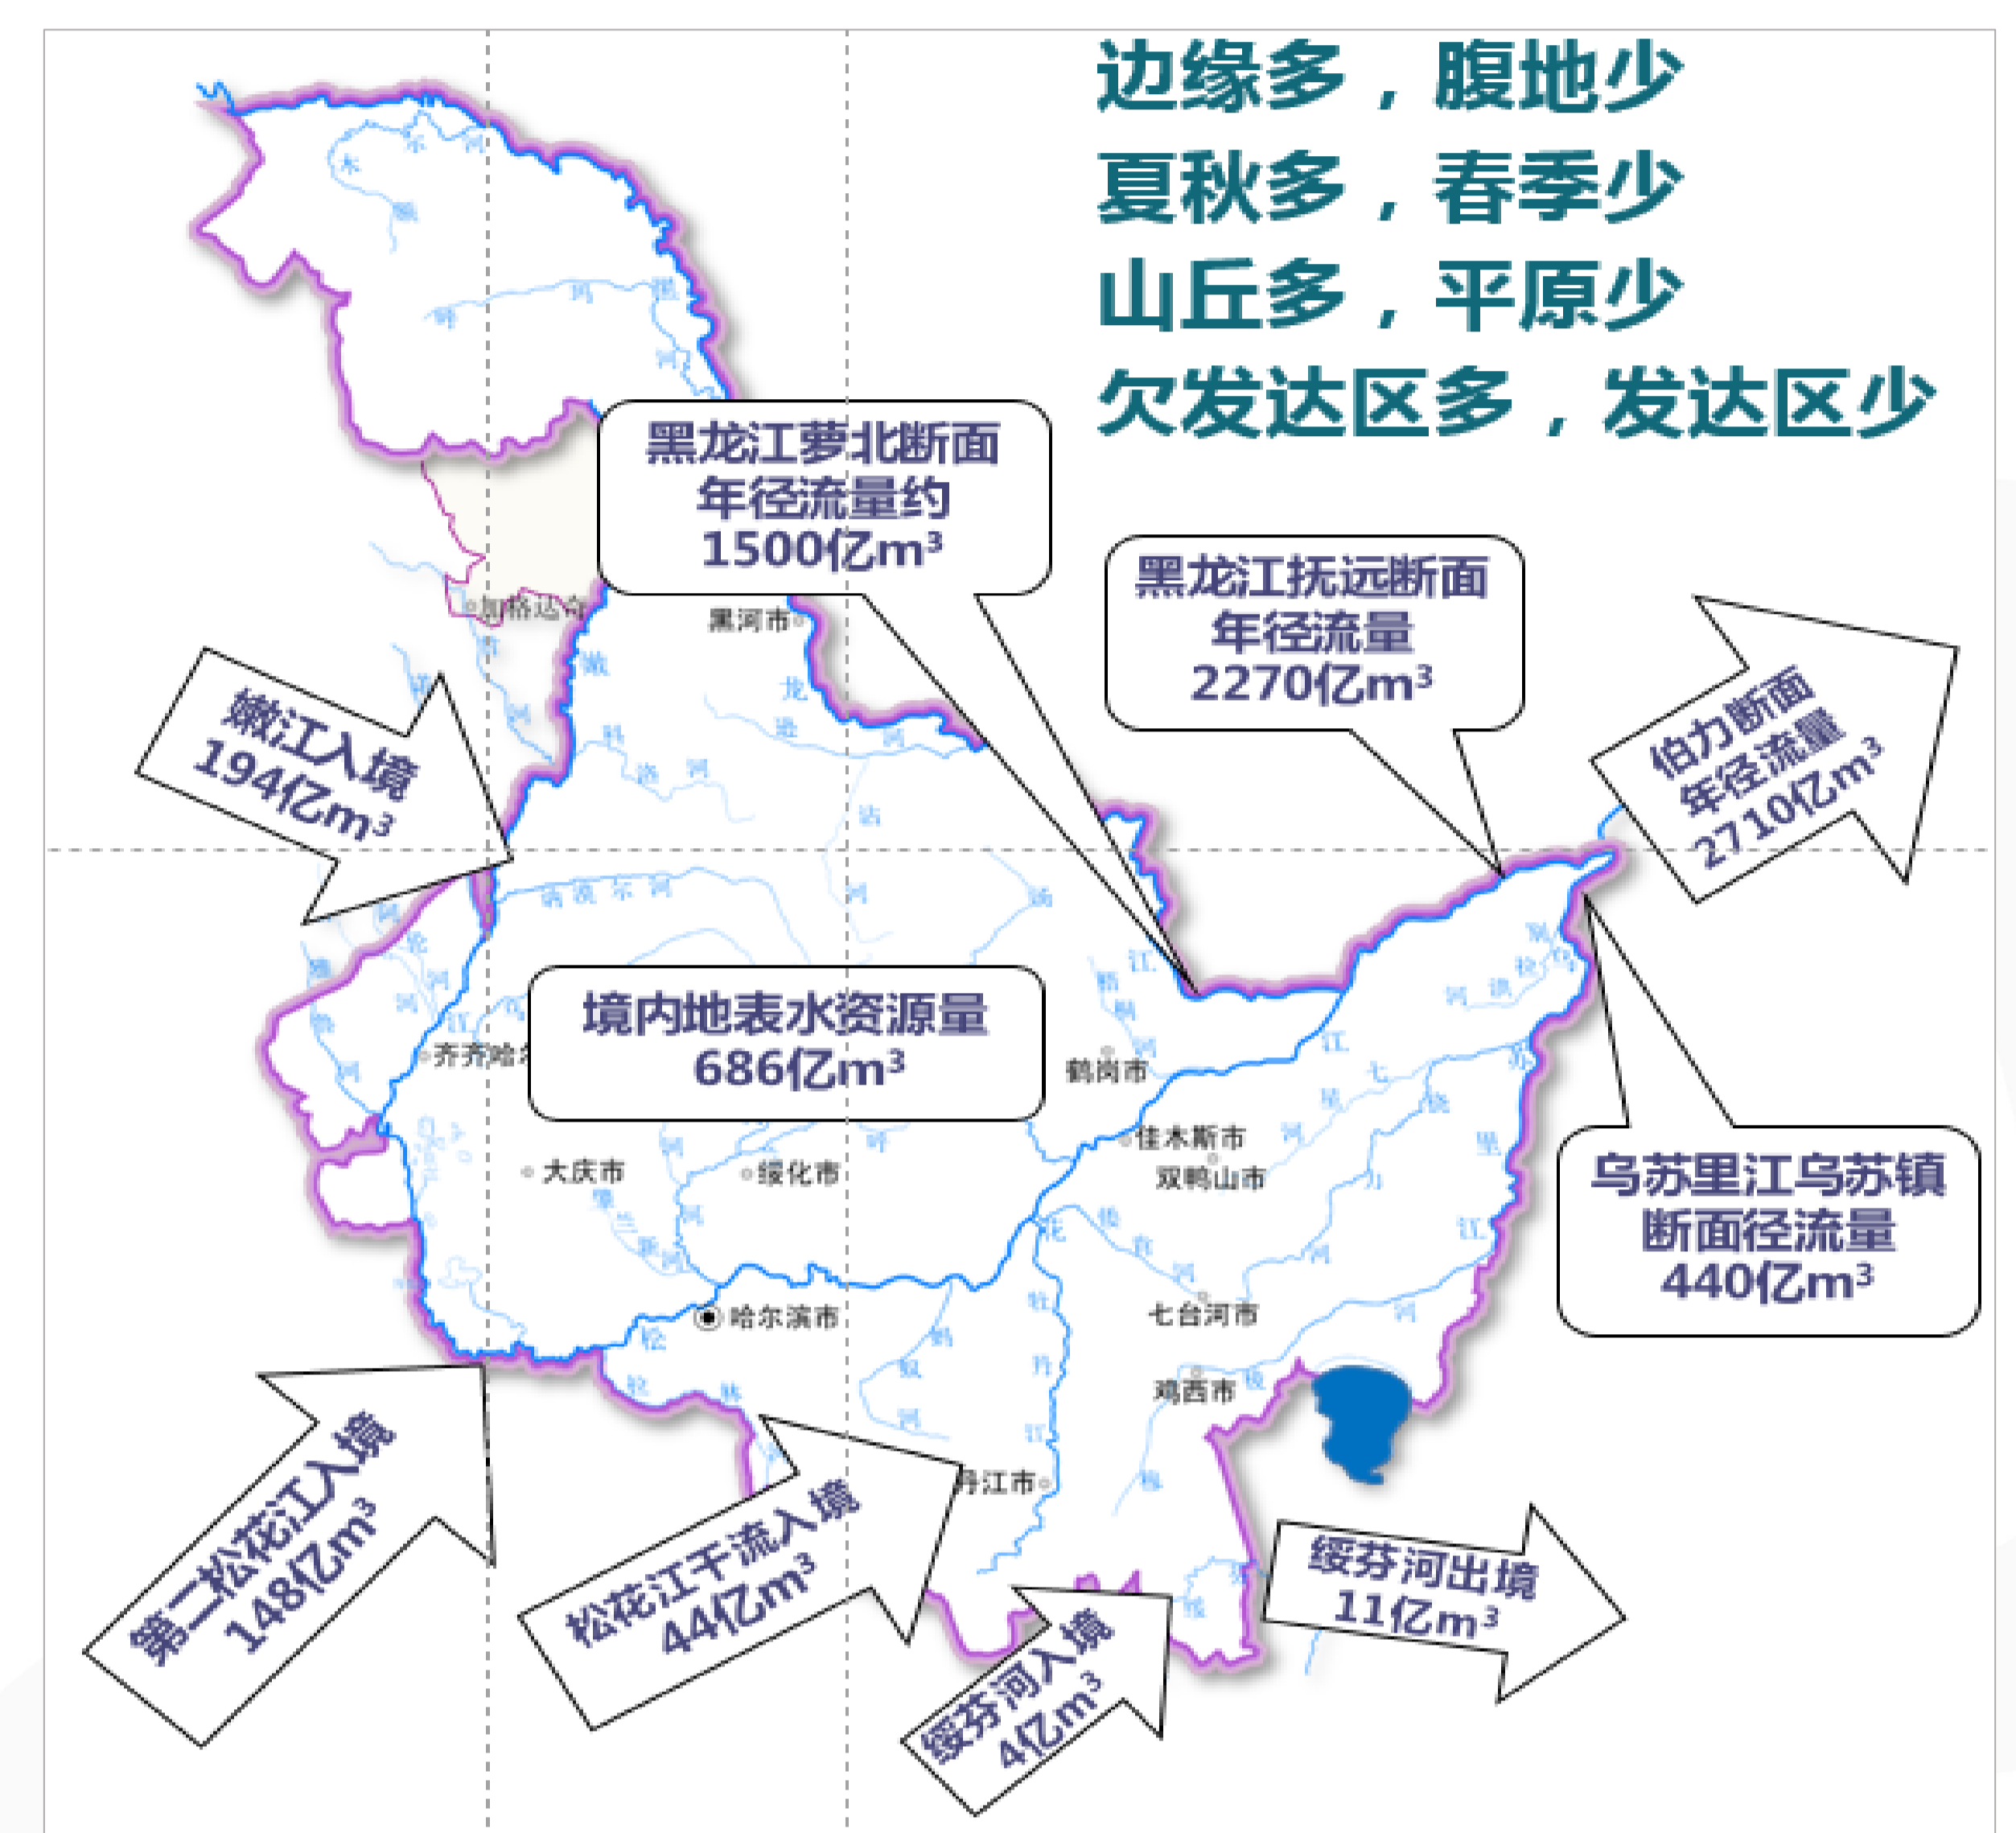 边缘多，腹地少
夏秋多，春季少
山丘多，平原少
欠发达区多，发达区少
黑龙江萝北断面
年径流量约
1500亿m³
黑龙江抚远断面
年径流量
2270亿m³
伯力断面
年径流量
2710亿m³
加格达奇
黑河市
嫩江入境
194亿m³
境内地表水资源量
686亿m³
齐齐哈
鹤岗市
佳木斯市
双鸭山市
大庆市
绥化市
乌苏里江乌苏镇
断面径流量
440亿m³
哈尔滨市
七台河市
鸡西市
丹江市
第二松花江入境
148亿m³
松花江干流入境
44亿m³
绥芬河入境
4亿m³
绥芬河出境
11亿m³